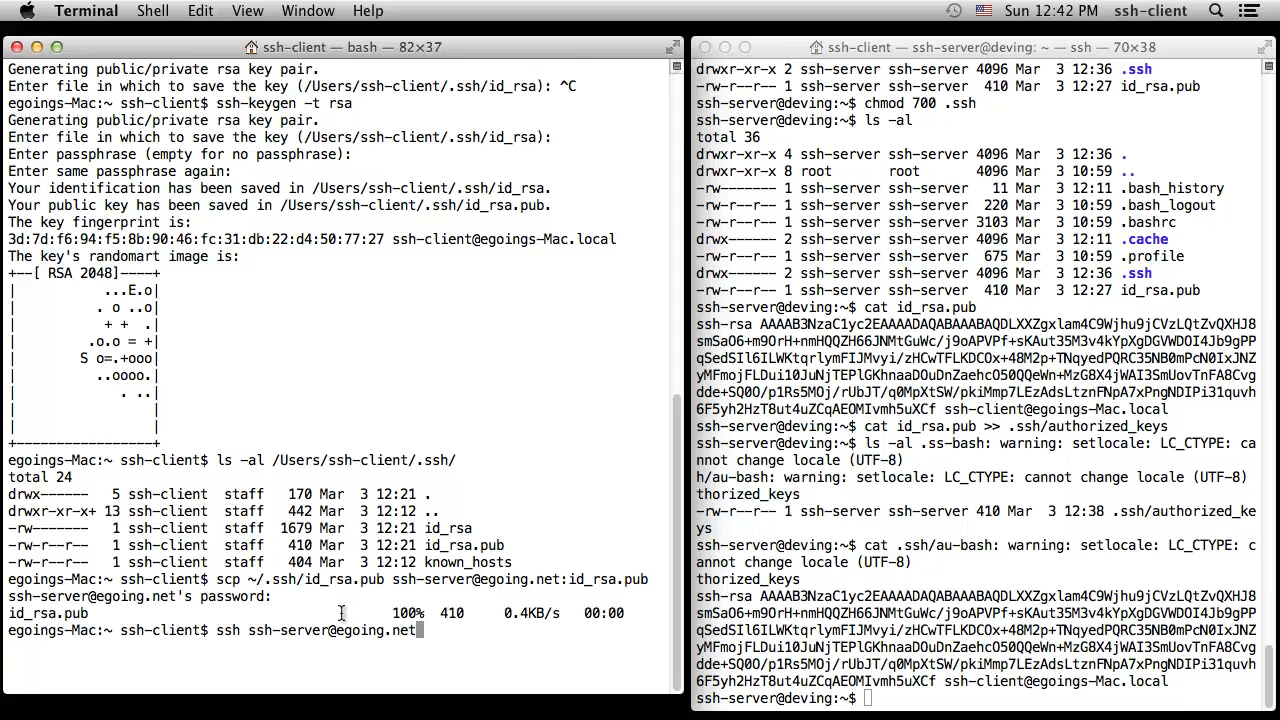 Terminal Shell Edit View Window Help Sun 12:42 PM ssh-client
ssh-client — bash — 82×37
Generating public/private rsa key pair.
Enter file in which to save the key (/Users/ssh-client/.ssh/id_rsa): ^C
egoings-Mac:~ ssh-client$ ssh-keygen -t rsa
Generating public/private rsa key pair.
Enter file in which to save the key (/Users/ssh-client/.ssh/id_rsa):
Enter passphrase (empty for no passphrase):
Enter same passphrase again:
Your identification has been saved in /Users/ssh-client/.ssh/id_rsa.
Your public key has been saved in /Users/ssh-client/.ssh/id_rsa.pub.
The key fingerprint is:
3d:7d:f6:94:f5:8b:90:46:fc:31:db:22:d4:50:77:27 ssh-client@egoings-Mac.local
The key's randomart image is:
+--[ RSA 2048]----+
|           ...E.o|
|          . o ..o|
|           + +  .|
|         .o.o = +|
|        S o=.+ooo|
|          ..oooo.|
|             . ..|
|                 |
|                 |
+-----------------+
egoings-Mac:~ ssh-client$ ls -al /Users/ssh-client/.ssh/
total 24
drwx------   5 ssh-client  staff   170 Mar  3 12:21 .
drwxr-xr-x+ 13 ssh-client  staff   442 Mar  3 12:12 ..
-rw-------   1 ssh-client  staff  1679 Mar  3 12:21 id_rsa
-rw-r--r--   1 ssh-client  staff   410 Mar  3 12:21 id_rsa.pub
-rw-r--r--   1 ssh-client  staff   404 Mar  3 12:12 known_hosts
egoings-Mac:~ ssh-client$ scp ~/.ssh/id_rsa.pub ssh-server@egoing.net:id_rsa.pub
ssh-server@egoing.net's password:
id_rsa.pub                                      100%  410     0.4KB/s   00:00
egoings-Mac:~ ssh-client$ ssh ssh-server@egoing.net
ssh-client — ssh-server@deving: ~ — ssh — 70×38
drwxr-xr-x 2 ssh-server ssh-server 4096 Mar  3 12:36 .ssh
-rw-r--r-- 1 ssh-server ssh-server  410 Mar  3 12:27 id_rsa.pub
ssh-server@deving:~$ chmod 700 .ssh
ssh-server@deving:~$ ls -al
total 36
drwxr-xr-x 4 ssh-server ssh-server 4096 Mar  3 12:36 .
drwxr-xr-x 8 root       root       4096 Mar  3 10:59 ..
-rw------- 1 ssh-server ssh-server   11 Mar  3 12:11 .bash_history
-rw-r--r-- 1 ssh-server ssh-server  220 Mar  3 10:59 .bash_logout
-rw-r--r-- 1 ssh-server ssh-server 3103 Mar  3 10:59 .bashrc
drwx------ 2 ssh-server ssh-server 4096 Mar  3 12:11 .cache
-rw-r--r-- 1 ssh-server ssh-server  675 Mar  3 10:59 .profile
drwx------ 2 ssh-server ssh-server 4096 Mar  3 12:36 .ssh
-rw-r--r-- 1 ssh-server ssh-server  410 Mar  3 12:27 id_rsa.pub
ssh-server@deving:~$ cat id_rsa.pub
ssh-rsa AAAAB3NzaC1yc2EAAAADAQABAAABAQDLXXZgxlam4C9Wjhu9jCVzLQtZvQXHJ8
smSaO6+m9OrH+nmHQQZH66JNMtGuWc/j9oAPVPf+sKAut35M3v4kYpXgDGVWDOI4Jb9gPP
qSedSIl6ILWKtqrlymFIJMvyi/zHCwTFLKDCOx+48M2p+TNqyedPQRC35NB0mPcN0IxJNZ
yMFmojFLDui10JuNjTEPlGKhnaaDOuDnZaehcO50QQeWn+MzG8X4jWAI3SmUovTnFA8Cvg
dde+SQ0O/p1Rs5MOj/rUbJT/q0MpXtSW/pkiMmp7LEzAdsLtznFNpA7xPngNDIPi31quvh
6F5yh2HzT8ut4uZCqAEOMIvmh5uXCf ssh-client@egoings-Mac.local
ssh-server@deving:~$ cat id_rsa.pub >> .ssh/authorized_keys
ssh-server@deving:~$ ls -al .ss-bash: warning: setlocale: LC_CTYPE: ca
nnot change locale (UTF-8)
h/au-bash: warning: setlocale: LC_CTYPE: cannot change locale (UTF-8)
thorized_keys
-rw-r--r-- 1 ssh-server ssh-server 410 Mar  3 12:38 .ssh/authorized_ke
ys
ssh-server@deving:~$ cat .ssh/au-bash: warning: setlocale: LC_CTYPE: c
annot change locale (UTF-8)
thorized_keys
ssh-rsa AAAAB3NzaC1yc2EAAAADAQABAAABAQDLXXZgxlam4C9Wjhu9jCVzLQtZvQXHJ8
smSaO6+m9OrH+nmHQQZH66JNMtGuWc/j9oAPVPf+sKAut35M3v4kYpXgDGVWDOI4Jb9gPP
qSedSIl6ILWKtqrlymFIJMvyi/zHCwTFLKDCOx+48M2p+TNqyedPQRC35NB0mPcN0IxJNZ
yMFmojFLDui10JuNjTEPlGKhnaaDOuDnZaehcO50QQeWn+MzG8X4jWAI3SmUovTnFA8Cvg
dde+SQ0O/p1Rs5MOj/rUbJT/q0MpXtSW/pkiMmp7LEzAdsLtznFNpA7xPngNDIPi31quvh
6F5yh2HzT8ut4uZCqAEOMIvmh5uXCf ssh-client@egoings-Mac.local
ssh-server@deving:~$